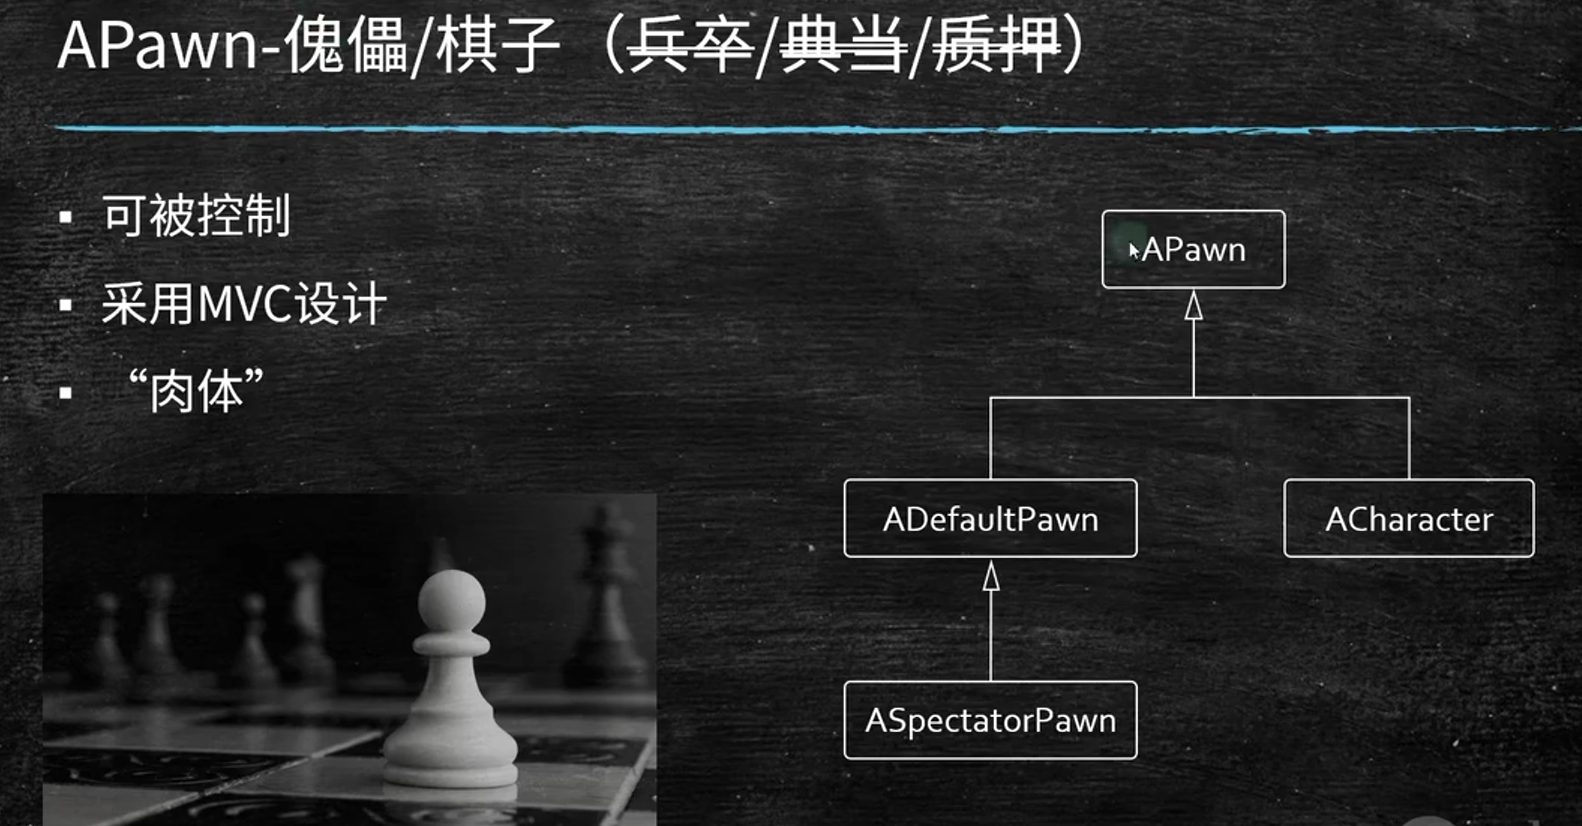 APawn-傀儡/棋子（兵卒/典当/质押）
▪ 可被控制
▪ 采用MVC设计
▪ “肉体”
APawn
ADefaultPawn
ACharacter
ASpectatorPawn